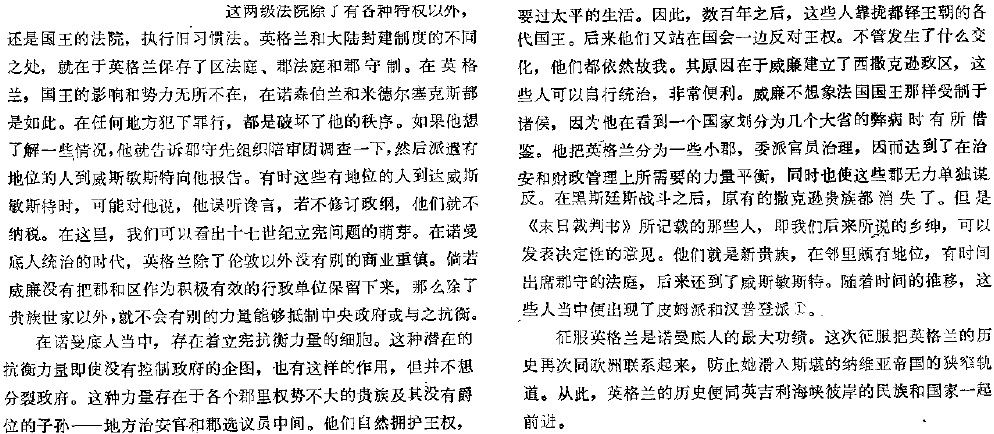 这两级法院除了有各种特权以外，
还是国王的法院，执行旧习惯法。英格兰和大陆封建制度的不同
之处，就在于英格兰保存了区法庭、郡法庭和郡守制。在英格
兰，国王的影响和势力无所不在，在诺森伯兰和米德尔塞克斯都
是如此。在任何地方犯下罪行，都是破坏了他的秩序。如果他想
了解一些情况，他就告诉郡守先组织陪审团调查一下，然后派遣有
地位的人到威斯敏斯特向他报告。有时这些有地位的人到达威斯
敏斯特时，可能对他说，他误听谗言，若不修订政纲，他们就不
纳税。在这里，我们可以看出十七世纪立宪问题的萌芽。在诺曼
底人统治的时代，英格兰除了伦敦以外没有别的商业重镇。倘若
威廉没有把郡和区作为积极有效的行政单位保留下来，那么除了
贵族世家以外，就不会有别的力量能够抵制中央政府或与之抗衡。
在诺曼底人当中，存在着立宪抗衡力量的细胞。这种潜在的
抗衡力量即使没有控制政府的企图，也有这样的作用，但并不想
分裂政府。这种力量存在于各个郡里权势不大的贵族及其没有爵
位的子孙——地方治安官和郡选议员中间。他们自然拥护王权，
要过太平的生活。因此，数百年之后，这些人靠拢都铎王朝的各
代国王。后来他们又站在国会一边反对王权。不管发生了什么变
化，他们都依然故我。其原因在于威廉建立了西撒克逊政区，这
些人可以自行统治，非常便利。威廉不想象法国国王那样受制于
诸侯，因为他在看到一个国家划分为几个大省的弊病时有所借
鉴。他把英格兰分为一些小郡，委派官员治理，因而达到了在治
安和财政管理上所需要的力量平衡，同时也使这些郡无力单独谋
反。在黑斯廷斯战斗之后，原有的撒克逊贵族都消失了。但是
《末日裁判书》所记载的那些人，即我们后来所说的乡绅，可以
发表决定性的意见。他们就是新贵族，在邻里颇有地位，有时间
出席郡守的法庭，后来还到了威斯敏斯特。随着时间的推移，这
些人当中便出现了皮姆派和汉普登派①。
征服英格兰是诺曼底人的最大功绩。这次征服把英格兰的历
史再次同欧洲联系起来，防止她潜入斯堪的纳维亚帝国的狭窄轨
道。从此，英格兰的历史便同英吉利海峡彼岸的民族和国家一起
前进。